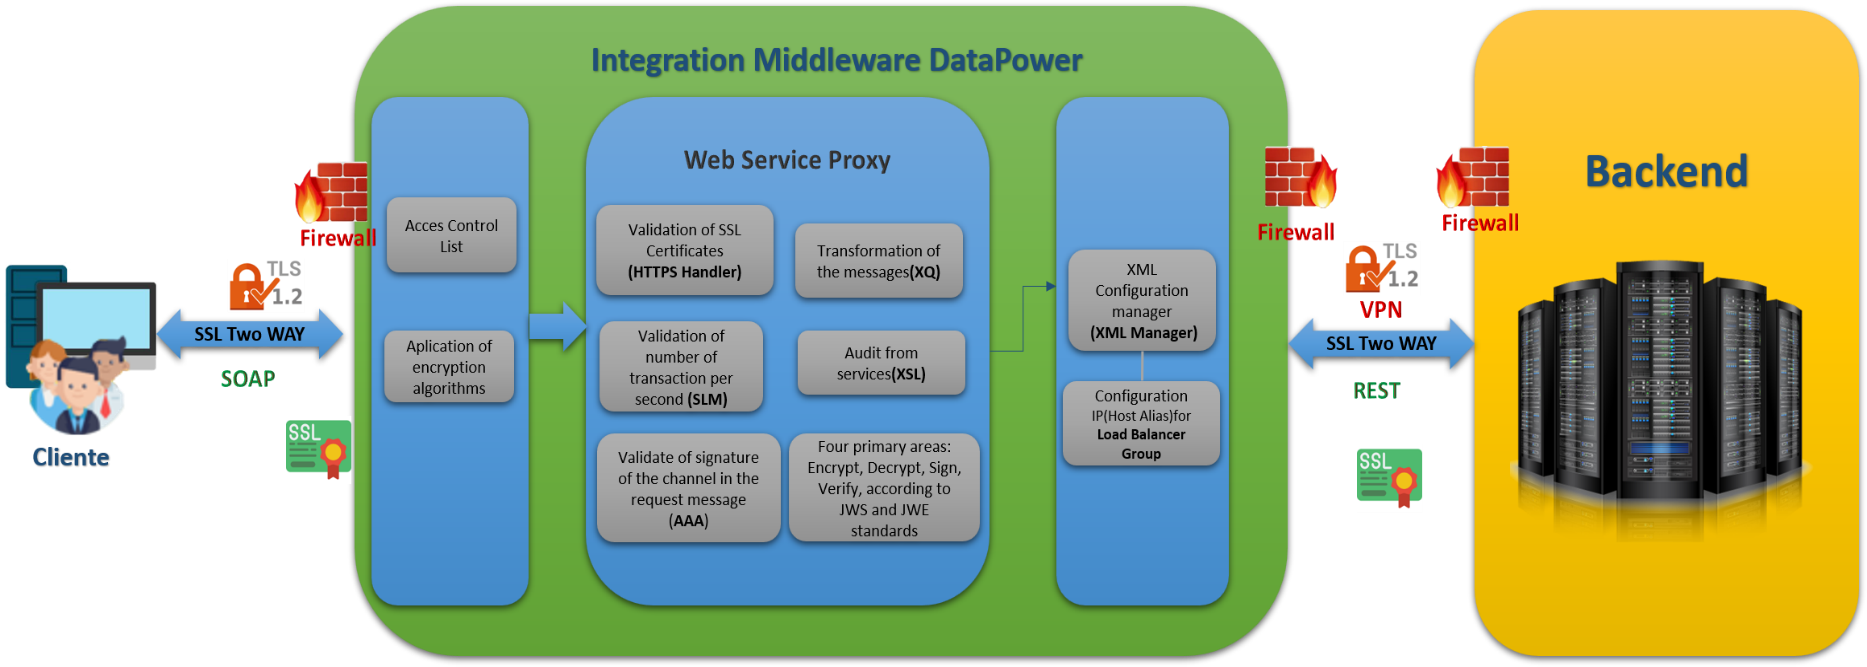 Integration Middleware DataPower
Firewall
TLS
1.2
SSL Two WAY
SOAP
SSL
Cliente
Acces Control
List
Aplication of
encryption
algorithms
Web Service Proxy
Validation of SSL
Certificates
(HTTPS Handler)
Transformation of
the messages(XQ)
Validation of
number of
transaction per
second (SLM)
Audit from
services(XSL)
Validate of signature
of the channel in the
request message
(AAA)
Four primary areas:
Encrypt, Decrypt, Sign,
Verify, according to
JWS and JWE
standards
XML
Configuration
manager
(XML Manager)
Configuration
IP(Host Alias)for
Load Balancer
Group
Firewall
Firewall
TLS
1.2
VPN
SSL Two WAY
REST
SSL
Backend